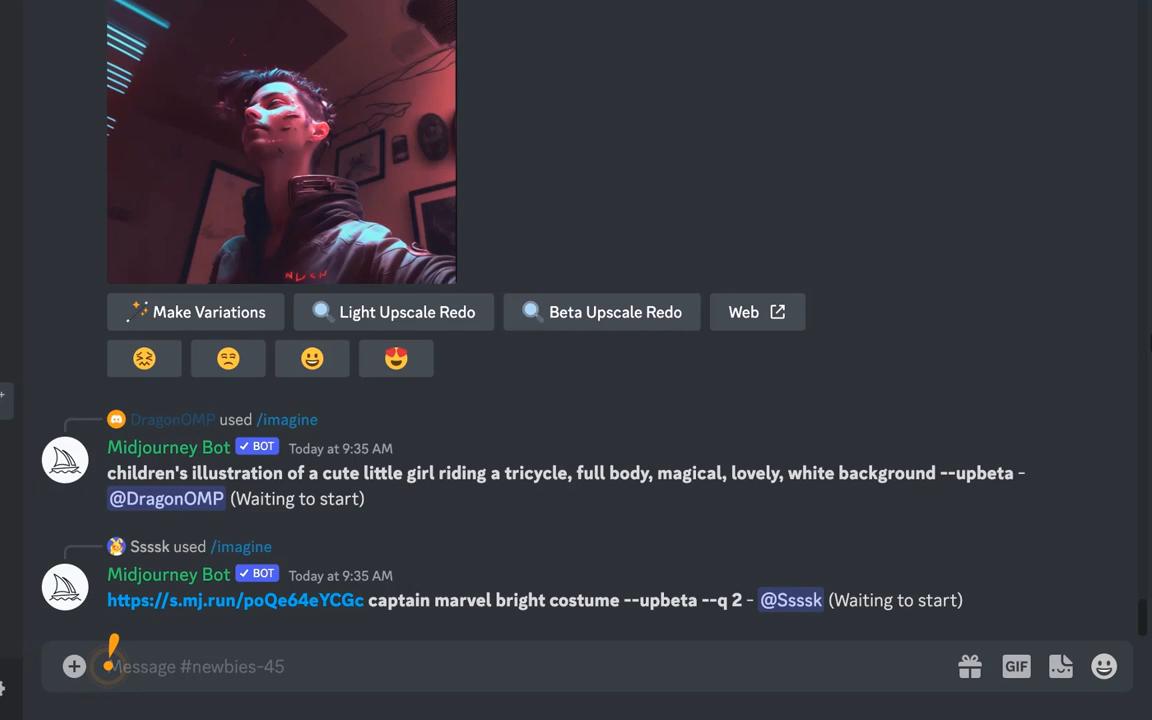 Make Variations
Light Upscale Redo
Beta Upscale Redo
Web
DragonOMP used /imagine
Midjourney Bot ✓ BOT Today at 9:35 AM
children's illustration of a cute little girl riding a tricycle, full body, magical, lovely, white background --upbeta -
@DragonOMP (Waiting to start)
Ssssk used /imagine
Midjourney Bot ✓ BOT Today at 9:35 AM
https://s.mj.run/poQe64eYCGc captain marvel bright costume --upbeta --q 2 - @Ssssk (Waiting to start)
Message #newbies-45
GIF